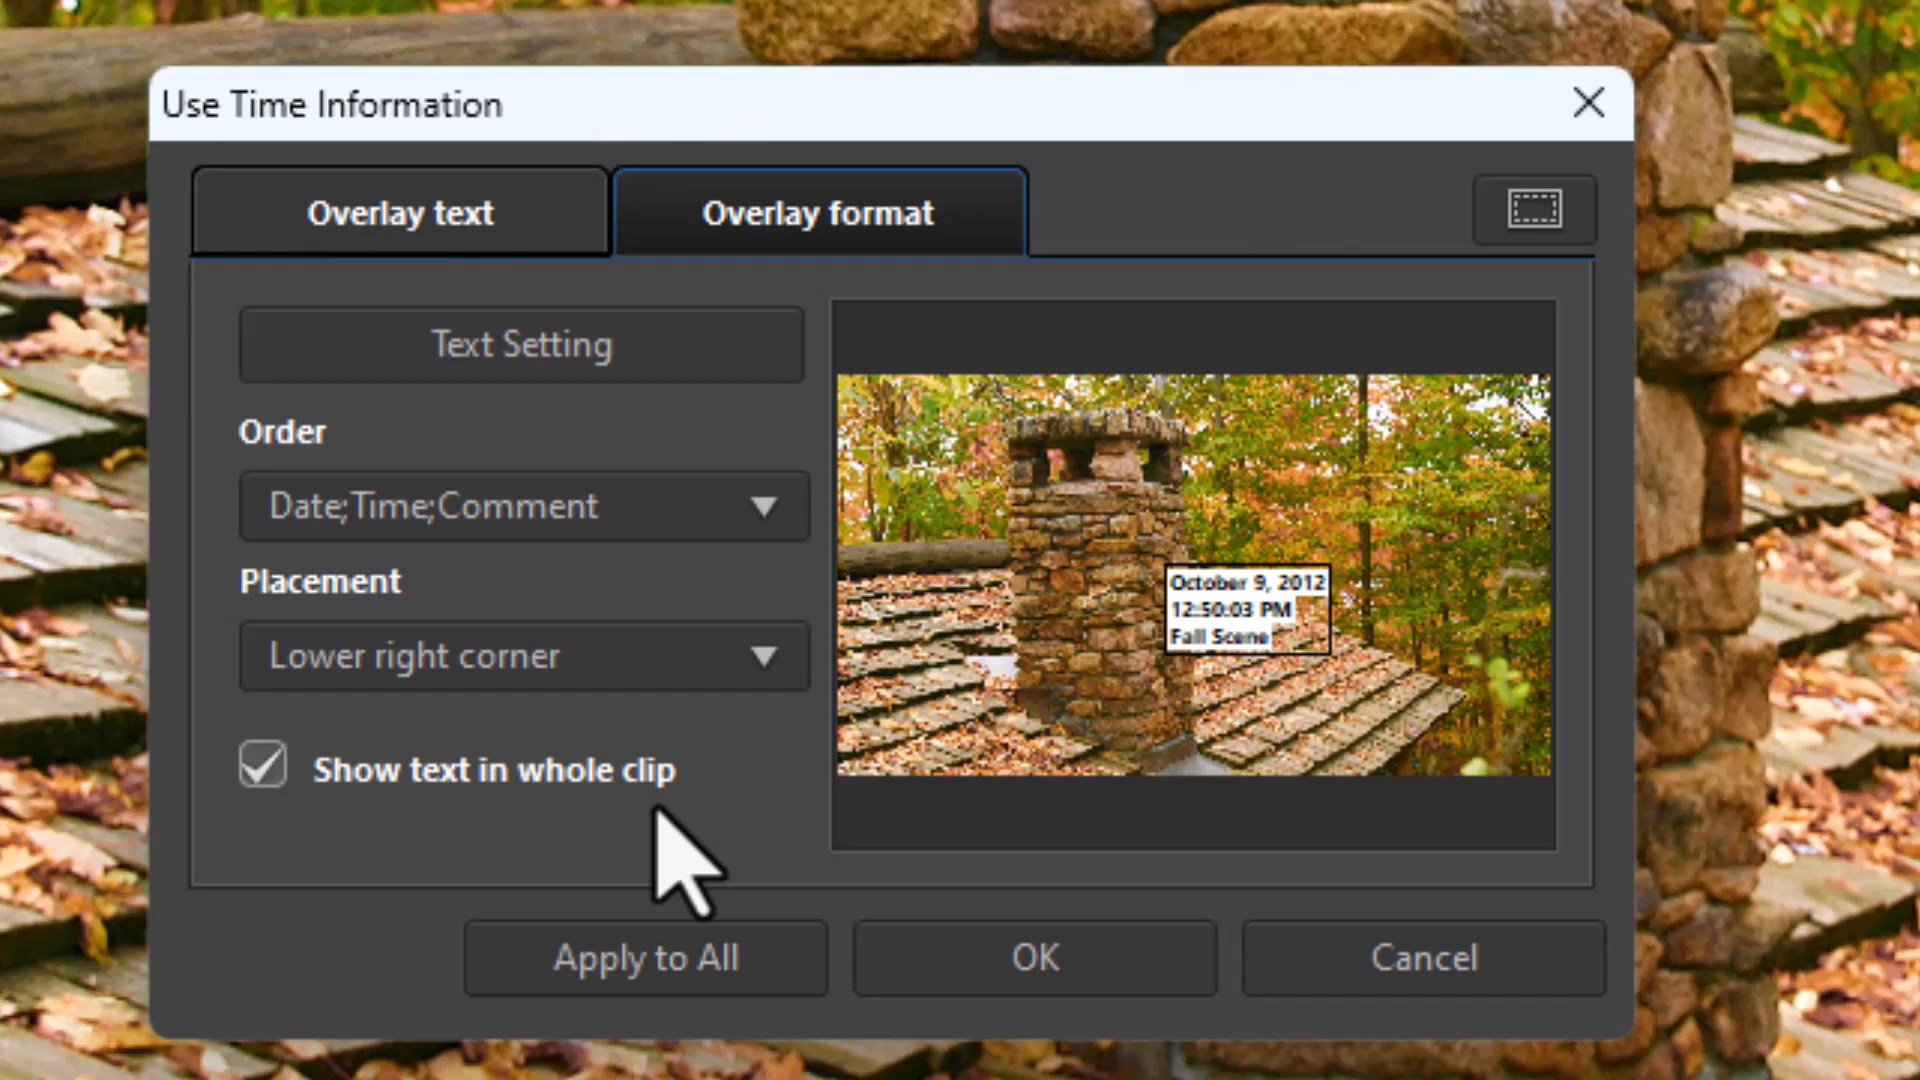 Use Time Information
Overlay text
Overlay format
Text Setting
Order
Date;Time;Comment
Placement
Lower right corner
Show text in whole clip
October 9, 2012
12:50:03 PM
Fall Scene
Apply to All
OK
Cancel